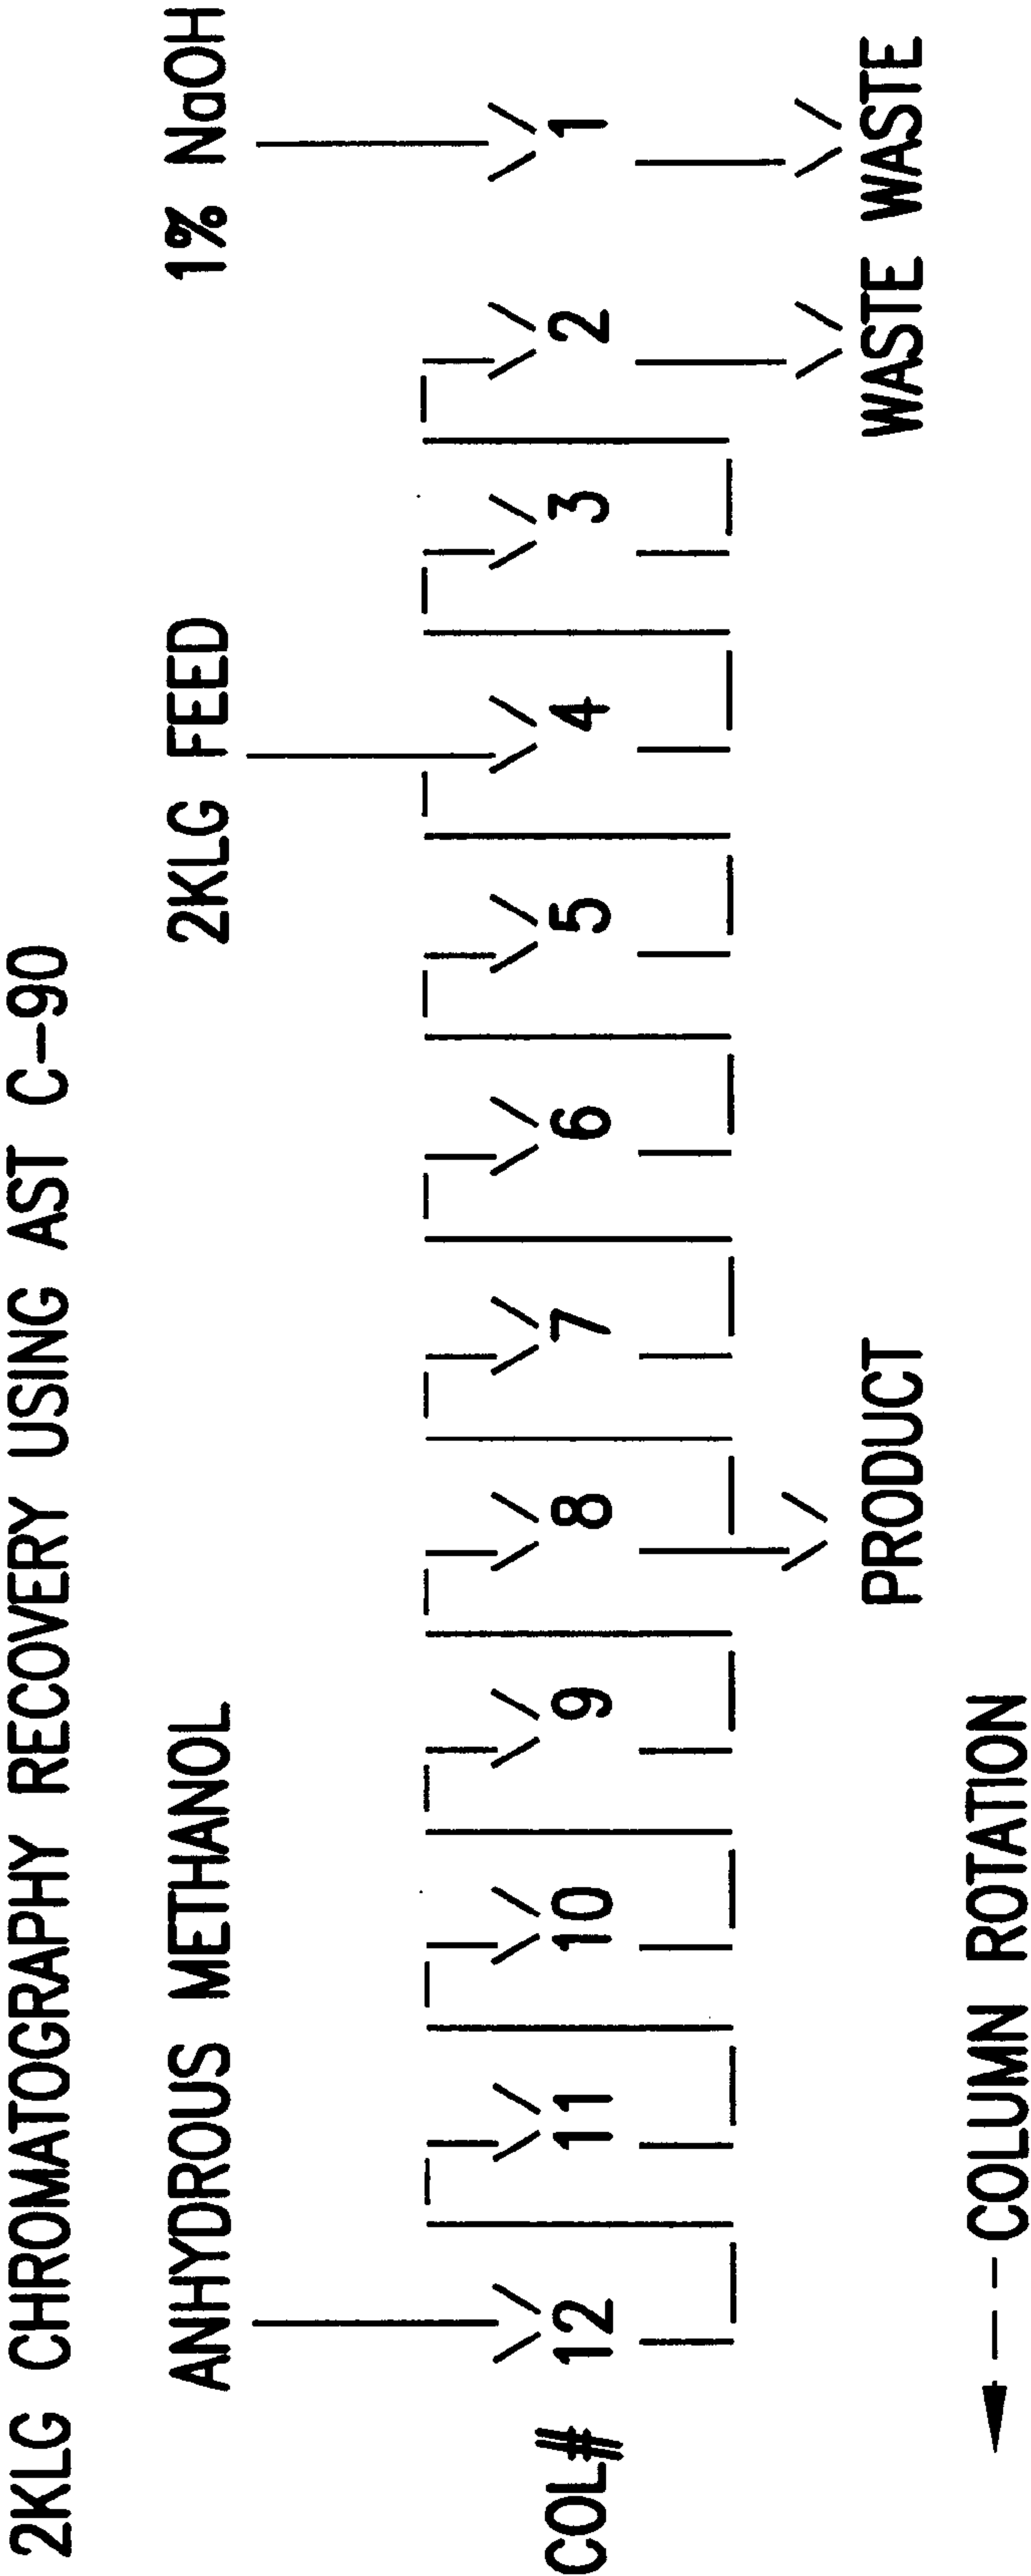 2KLG CHROMATOGRAPHY RECOVERY USING AST C-90
ANHYDROUS METHANOL 2KLG FEED 1% NaOH
COL# 12 11 10 9 8 7 6 5 4 3 2 1
PRODUCT WASTE WASTE
COLUMN ROTATION